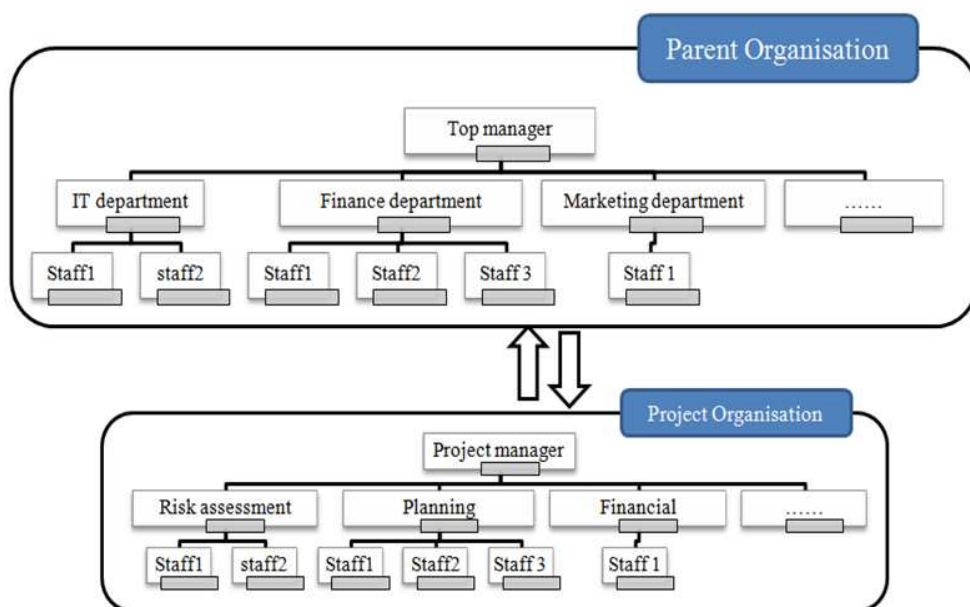 Parent Organisation
Top manager
IT department
Finance department
Marketing department
......
Staff1
staff2
Staff1
Staff2
Staff 3
Staff 1
Project Organisation
Project manager
Risk assessment
Planning
Financial
......
Staff1
staff2
Staff1
Staff2
Staff 3
Staff 1